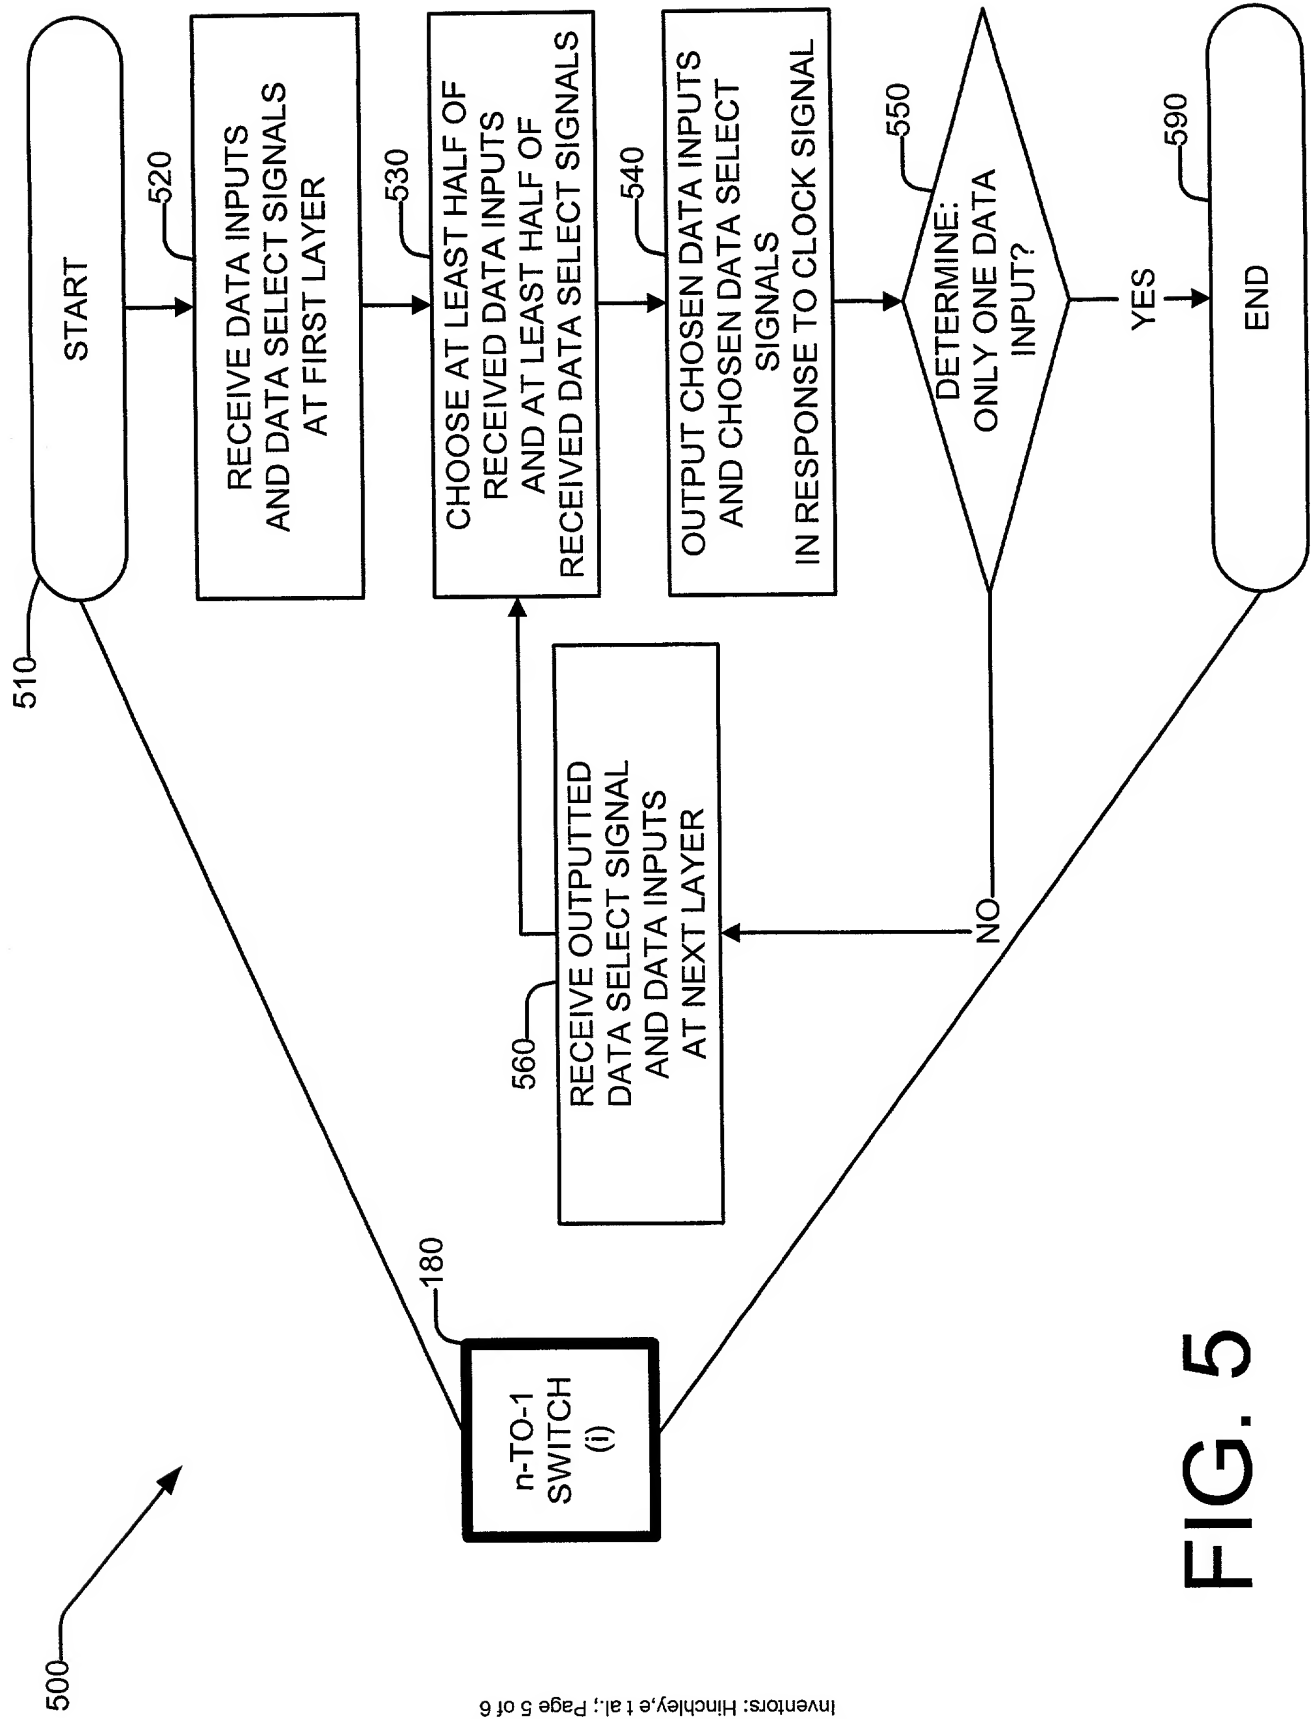 500
510
START
520
RECEIVE DATA INPUTS
AND DATA SELECT SIGNALS
AT FIRST LAYER
530
CHOOSE AT LEAST HALF OF
RECEIVED DATA INPUTS
AND AT LEAST HALF OF
RECEIVED DATA SELECT SIGNALS
540
OUTPUT CHOSEN DATA INPUTS
AND CHOSEN DATA SELECT
SIGNALS
IN RESPONSE TO CLOCK SIGNAL
550
DETERMINE:
ONLY ONE DATA
INPUT?
YES
590
END
NO
560
RECEIVE OUTPUTTED
DATA SELECT SIGNAL
AND DATA INPUTS
AT NEXT LAYER
180
n-TO-1
SWITCH
(i)
FIG. 5
Inventors: Hinchley,e t al.; Page 5 of 6